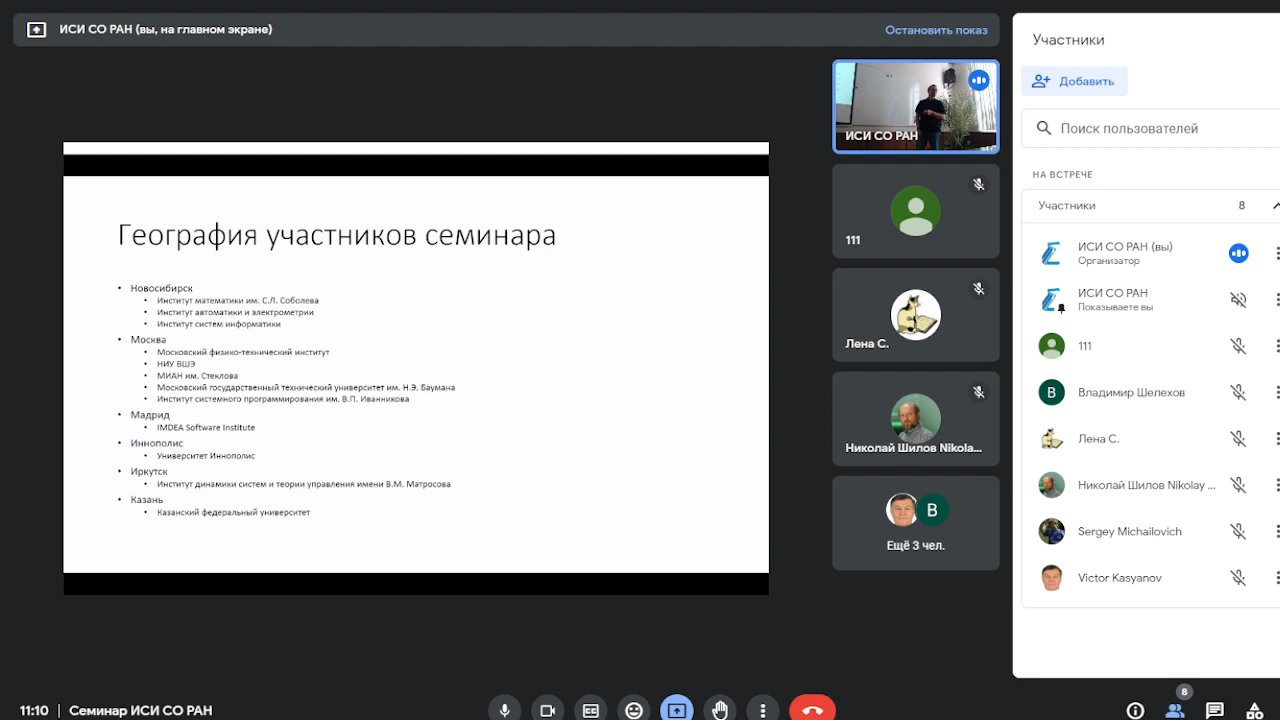 ИСИ СО РАН (вы, на главном экране)
Остановить показ
География участников семинара
• Новосибирск
• Институт математики им. С.Л. Соболева
• Институт автоматики и электрометрии
• Институт систем информатики
• Москва
• Московский физико-технический институт
• НИУ ВШЭ
• МИАН им. Стеклова
• Московский государственный технический университет им. Н.Э. Баумана
• Институт системного программирования им. В.П. Иванникова
• Мадрид
• IMDEA Software Institute
• Иннополис
• Университет Иннополис
• Иркутск
• Институт динамики систем и теории управления имени В.М. Матросова
• Казань
• Казанский федеральный университет
ИСИ СО РАН
111
Лена С.
Николай Шилов Nikola...
В
Ещё 3 чел.
Участники
Добавить
Поиск пользователей
НА ВСТРЕЧЕ
Участники 8
ИСИ СО РАН (вы)
Организатор
ИСИ СО РАН
Показываете вы
111
В Владимир Шелехов
Лена С.
Николай Шилов Nikolay ...
Sergey Michailovich
Victor Kasyanov
11:10 | Семинар ИСИ СО РАН
8